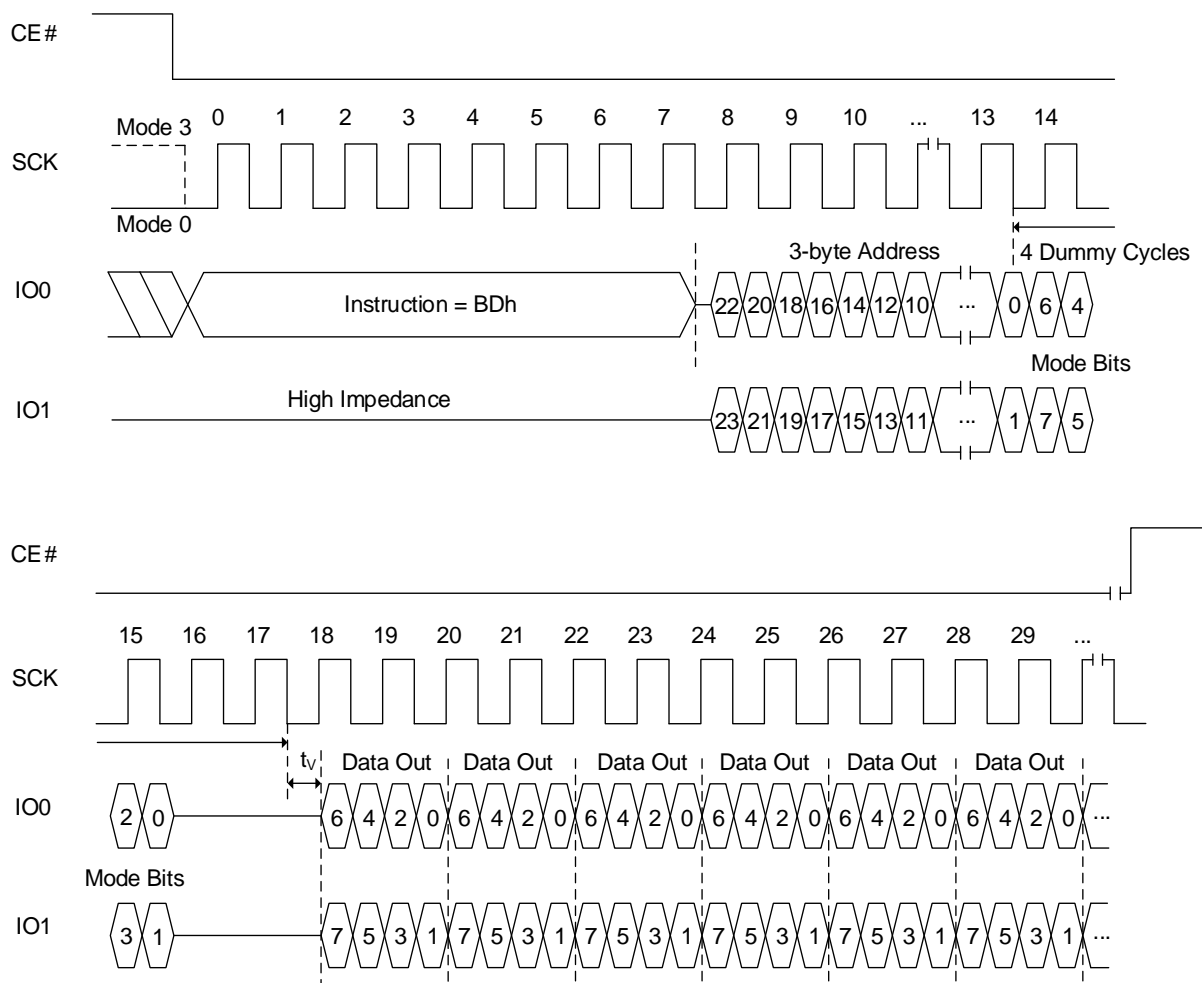 CE#
0 1 2 3 4 5 6 7 8 9 10 ... 13 14
Mode 3
SCK
Mode 0
3-byte Address 4 Dummy Cycles
IO0 Instruction = BDh 22 20 18 16 14 12 10 ... 0 6 4
Mode Bits
High Impedance
IO1 23 21 19 17 15 13 11 ... 1 7 5
CE#
15 16 17 18 19 20 21 22 23 24 25 26 27 28 29 ...
SCK
tV Data Out Data Out Data Out Data Out Data Out Data Out
IO0 2 0 6 4 2 0 6 4 2 0 6 4 2 0 6 4 2 0 6 4 2 0 6 4 2 0 ...
Mode Bits
IO1 3 1 7 5 3 1 7 5 3 1 7 5 3 1 7 5 3 1 7 5 3 1 7 5 3 1 ...